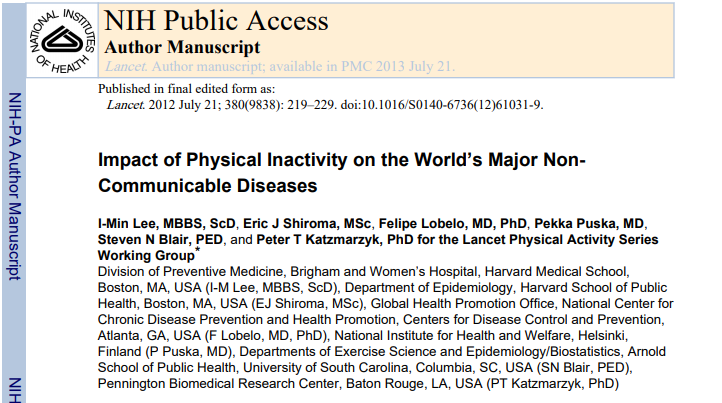 NATIONAL INSTITUTES
OF HEALTH
NIH Public Access
Author Manuscript
Lancet. Author manuscript; available in PMC 2013 July 21.
Published in final edited form as:
Lancet. 2012 July 21; 380(9838): 219–229. doi:10.1016/S0140-6736(12)61031-9.
NIH-PA Author Manuscript
Impact of Physical Inactivity on the World's Major Non-
Communicable Diseases
I-Min Lee, MBBS, ScD, Eric J Shiroma, MSc, Felipe Lobelo, MD, PhD, Pekka Puska, MD,
Steven N Blair, PED, and Peter T Katzmarzyk, PhD for the Lancet Physical Activity Series
Working Group*
Division of Preventive Medicine, Brigham and Women's Hospital, Harvard Medical School,
Boston, MA, USA (I-M Lee, MBBS, ScD), Department of Epidemiology, Harvard School of Public
Health, Boston, MA, USA (EJ Shiroma, MSc), Global Health Promotion Office, National Center for
Chronic Disease Prevention and Health Promotion, Centers for Disease Control and Prevention,
Atlanta, GA, USA (F Lobelo, MD, PhD), National Institute for Health and Welfare, Helsinki,
Finland (P Puska, MD), Departments of Exercise Science and Epidemiology/Biostatistics, Arnold
School of Public Health, University of South Carolina, Columbia, SC, USA (SN Blair, PED),
Pennington Biomedical Research Center, Baton Rouge, LA, USA (PT Katzmarzyk, PhD)
NIH